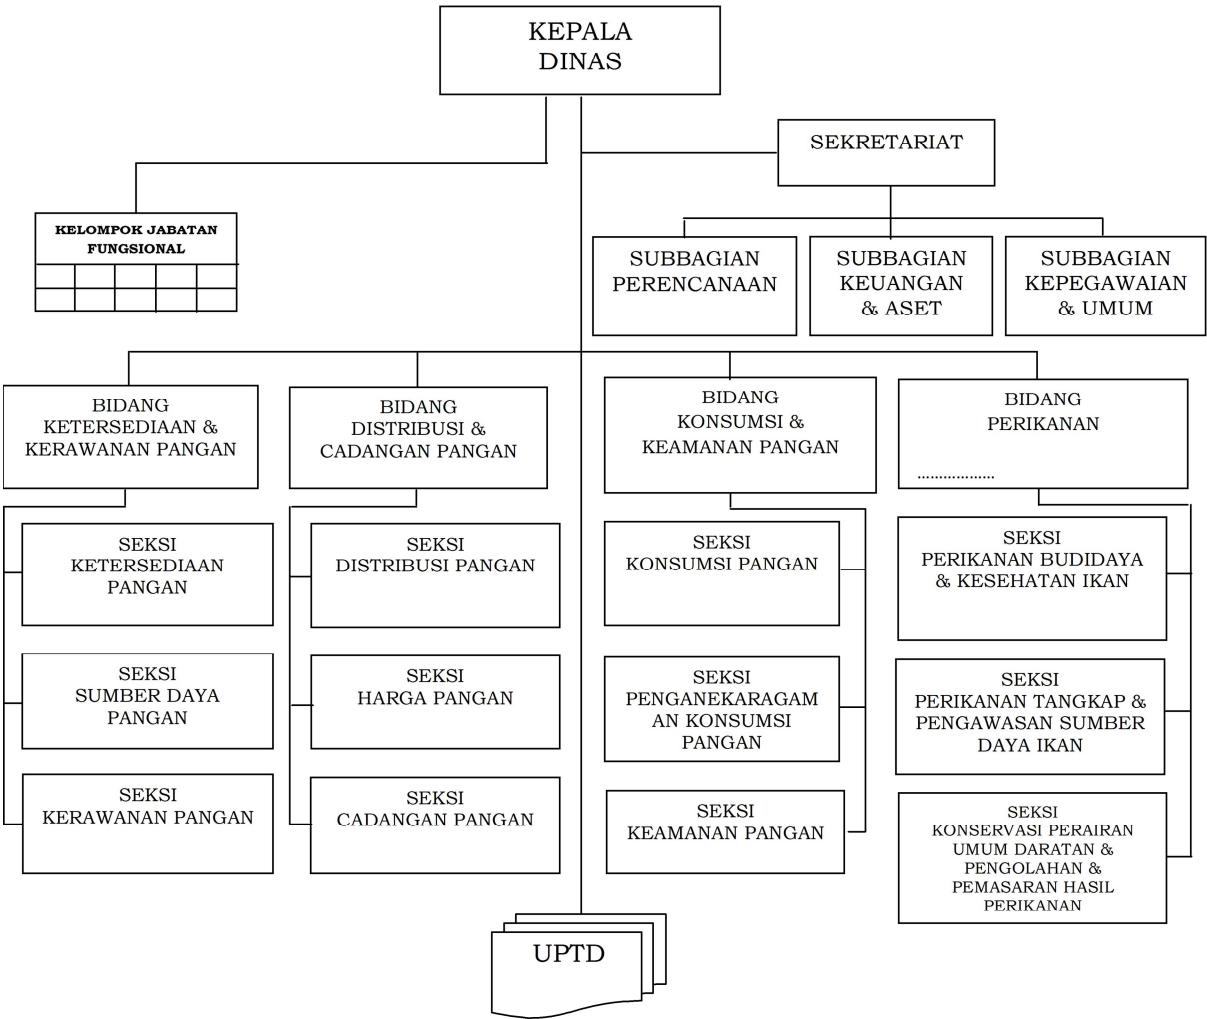 KEPALA
DINAS
SEKRETARIAT
KELOMPOK JABATAN
FUNGSIONAL
SUBBAGIAN
PERENCANAAN
SUBBAGIAN
KEUANGAN
& ASET
SUBBAGIAN
KEPEGAWAIAN
& UMUM
BIDANG
KETERSEDIAAN &
KERAWANAN PANGAN
BIDANG
DISTRIBUSI &
CADANGAN PANGAN
BIDANG
KONSUMSI &
KEAMANAN PANGAN
BIDANG
PERIKANAN
..................
SEKSI
KETERSEDIAAN
PANGAN
SEKSI
DISTRIBUSI PANGAN
SEKSI
KONSUMSI PANGAN
SEKSI
PERIKANAN BUDIDAYA
& KESEHATAN IKAN
SEKSI
SUMBER DAYA
PANGAN
SEKSI
HARGA PANGAN
SEKSI
PENGANEKARAGAM
AN KONSUMSI
PANGAN
SEKSI
PERIKANAN TANGKAP &
PENGAWASAN SUMBER
DAYA IKAN
SEKSI
KERAWANAN PANGAN
SEKSI
CADANGAN PANGAN
SEKSI
KEAMANAN PANGAN
SEKSI
KONSERVASI PERAIRAN
UMUM DARATAN &
PENGOLAHAN &
PEMASARAN HASIL
PERIKANAN
UPTD